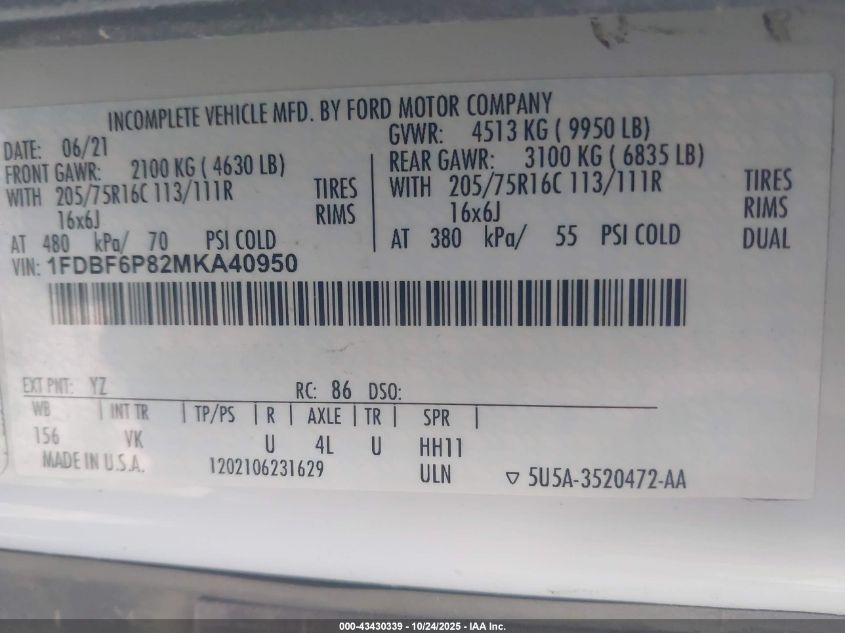 INCOMPLETE VEHICLE MFD. BY FORD MOTOR COMPANY
DATE: 06/21
GVWR: 4513 KG ( 9950 LB)
FRONT GAWR: 2100 KG ( 4630 LB)
REAR GAWR: 3100 KG ( 6835 LB)
WITH 205/75R16C 113/111R TIRES
WITH 205/75R16C 113/111R TIRES
16x6J RIMS
16x6J RIMS
AT 480 kPa/ 70 PSI COLD
AT 380 kPa/ 55 PSI COLD DUAL
VIN: 1FDBF6P82MKA40950
EXT PNT: YZ RC: 86 DSO:
WB INT TR TP/PS R AXLE TR SPR
156 VK U 4L U HH11
MADE IN U.S.A. 1202106231629 ULN ▽ 5U5A-3520472-AA
000-43430339 - 10/24/2025 - IAA Inc.